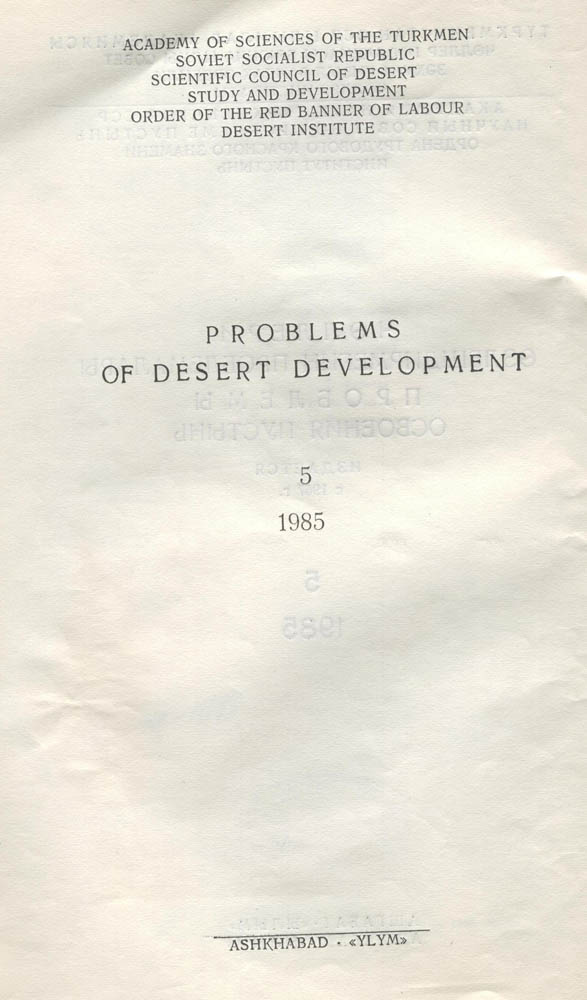 ACADEMY OF SCIENCES OF THE TURKMEN
SOVIET SOCIALIST REPUBLIC
SCIENTIFIC COUNCIL OF DESERT
STUDY AND DEVELOPMENT
ORDER OF THE RED BANNER OF LABOUR
DESERT INSTITUTE
PROBLEMS
OF DESERT DEVELOPMENT
5
1985
ASHKHABAD · «YLYM»